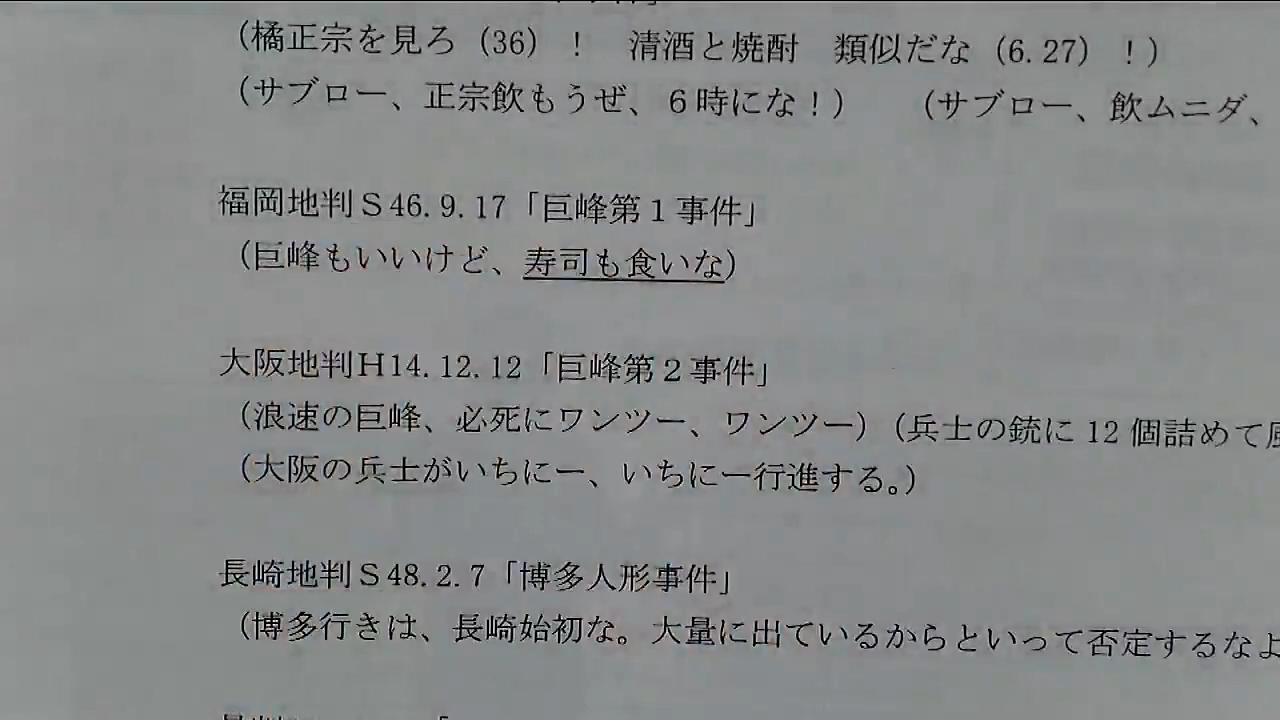 (橘正宗を見ろ(36)! 清酒と焼酎 類似だな(6.27)!)
(サブロー、正宗飲もうぜ、6時にな!) (サブロー、飲ムニダ、
福岡地判S46.9.17「巨峰第1事件」
(巨峰もいいけど、寿司も食いな)
大阪地判H14.12.12「巨峰第2事件」
(浪速の巨峰、必死にワンツー、ワンツー)(兵士の銃に12個詰めて
(大阪の兵士がいちにー、いちにー行進する。)
長崎地判S48.2.7「博多人形事件」
(博多行きは、長崎始初な。大量に出ているからといって否定するなよ